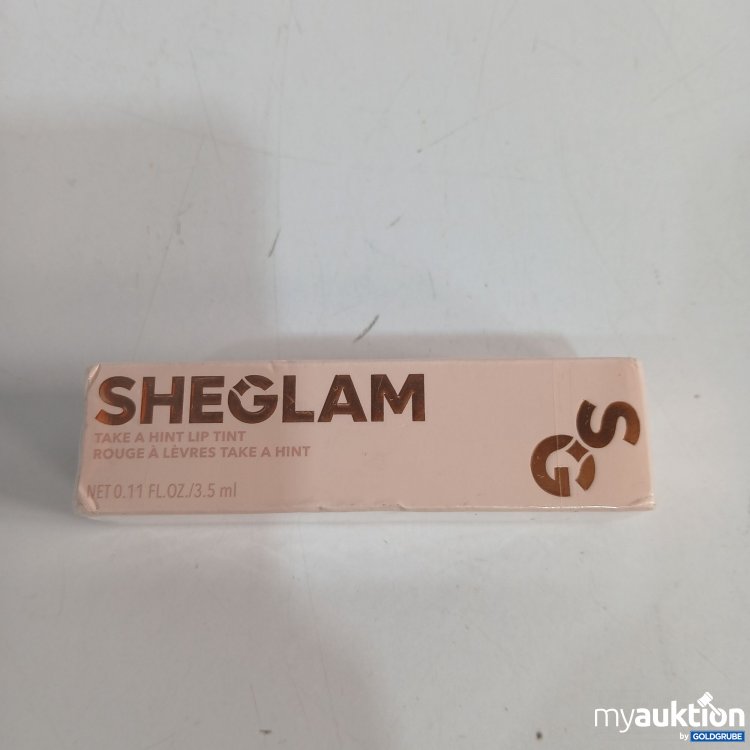 SHEGLAM
TAKE A HINT LIP TINT
ROUGE À LÈVRES TAKE A HINT
NET 0.11 FL.OZ./3.5 ml
GS
myauktion
by GOLDGRUBE